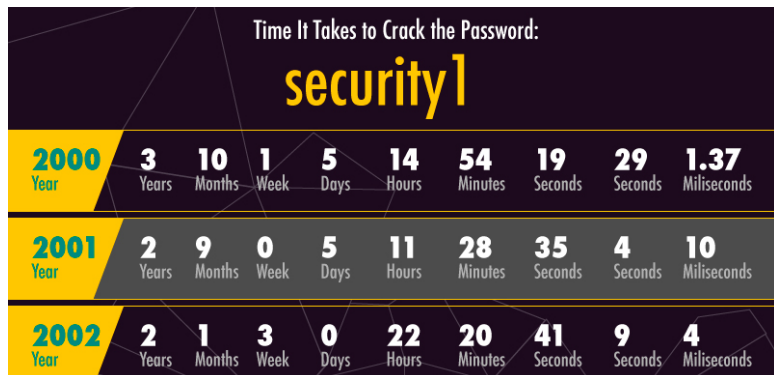 Time It Takes to Crack the Password:
security1
2000 3 10 1 5 14 54 19 29 1.37
Year Years Months Week Days Hours Minutes Seconds Seconds Miliseconds
2001 2 9 0 5 11 28 35 4 10
Year Years Months Week Days Hours Minutes Seconds Seconds Miliseconds
2002 2 1 3 0 22 20 41 9 4
Year Years Months Week Days Hours Minutes Seconds Seconds Miliseconds